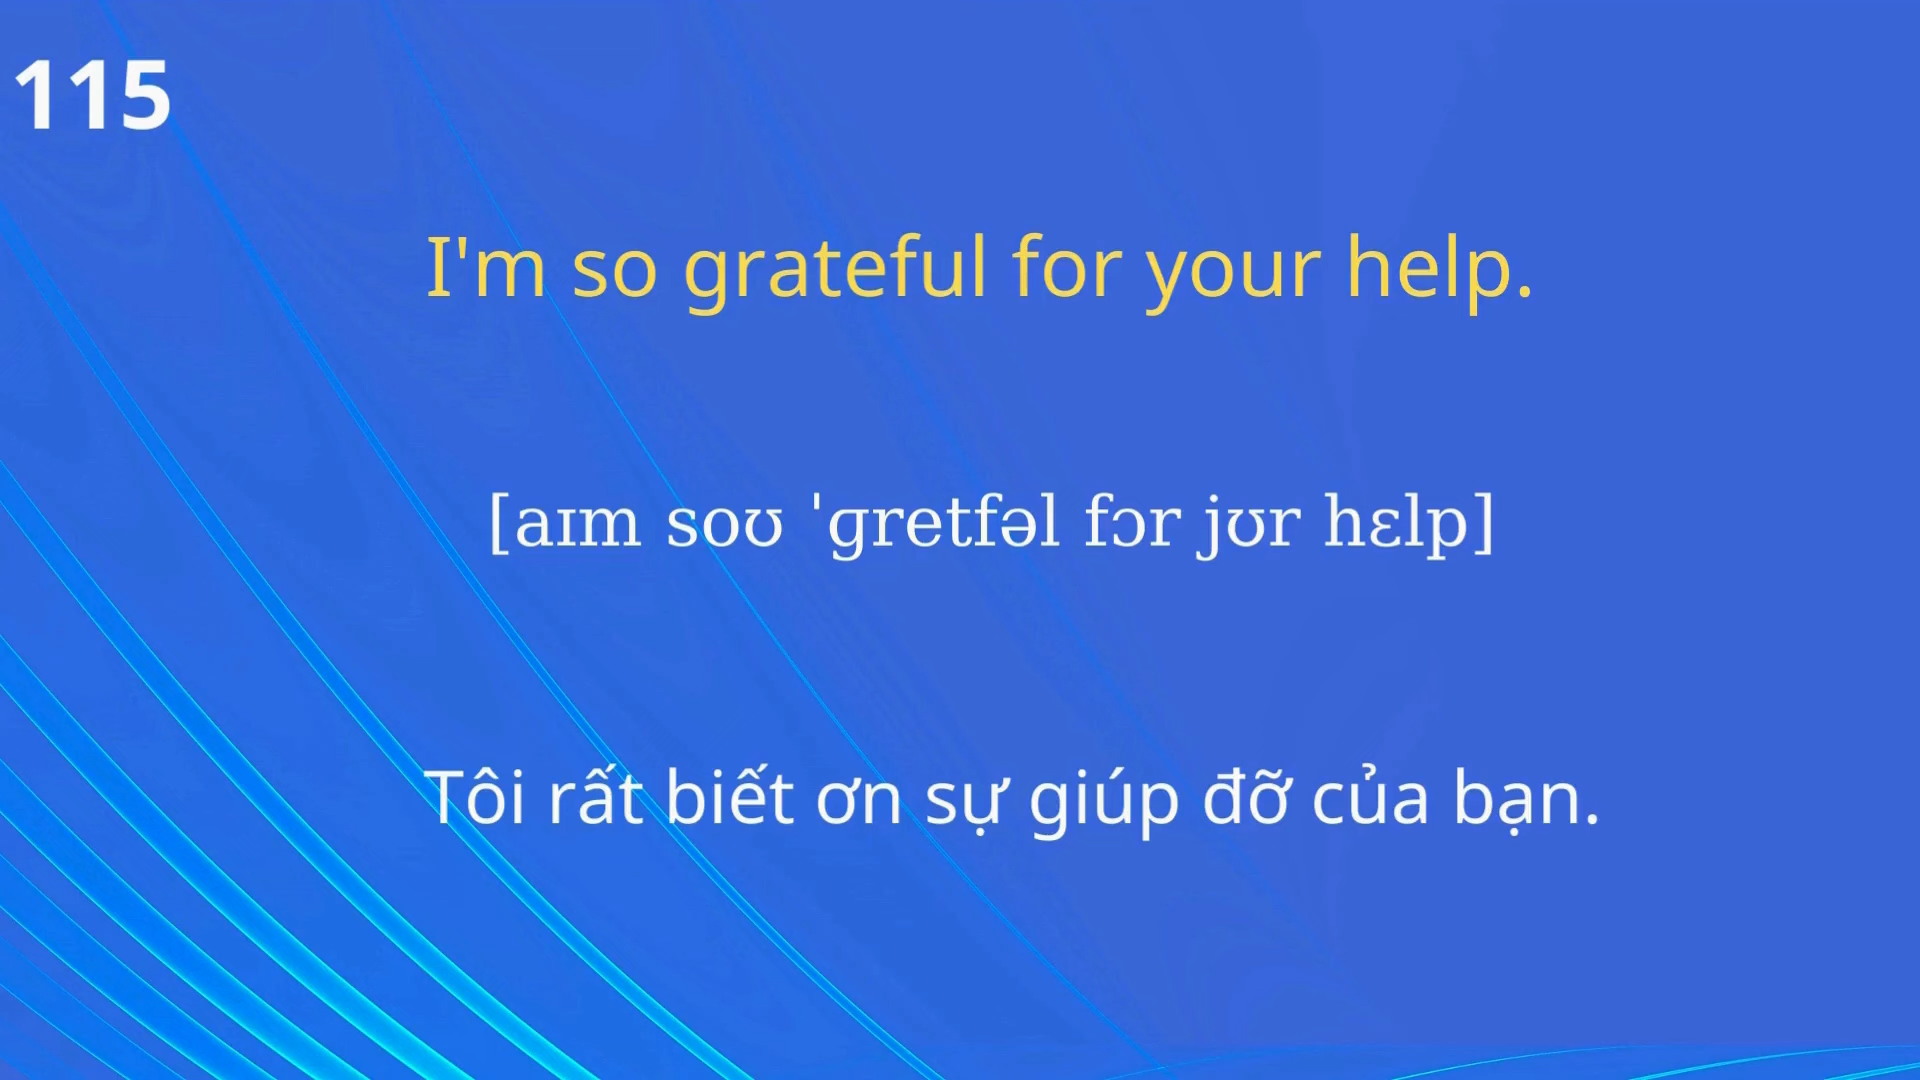 115
I'm so grateful for your help.
[aɪm soʊ ˈɡretfəl fɔr jʊr hɛlp]
Tôi rất biết ơn sự giúp đỡ của bạn.